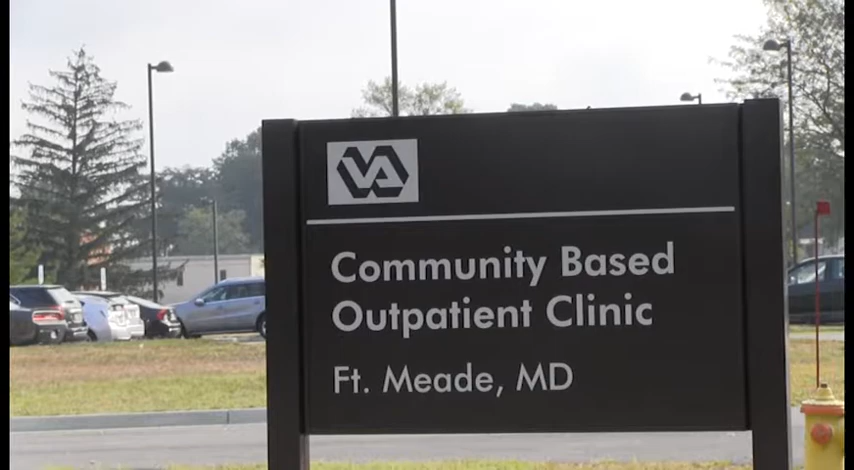 VA
Community Based
Outpatient Clinic
Ft. Meade, MD